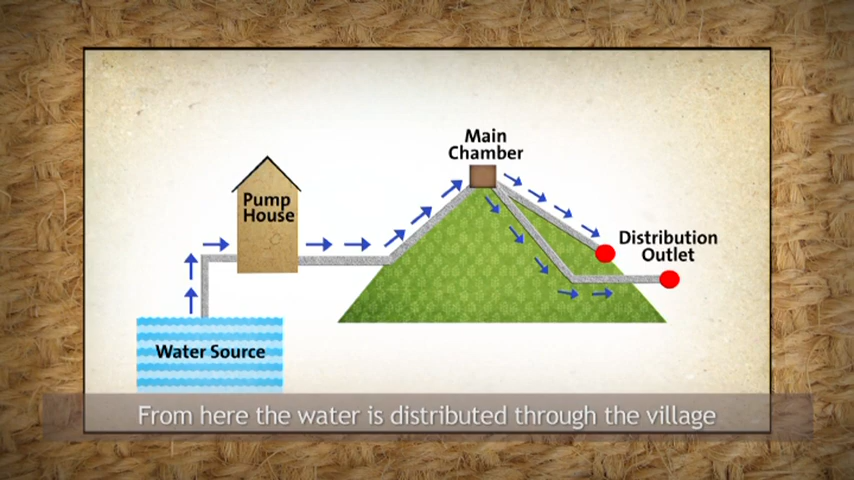 Main
Chamber
Pump
House
Distribution
Outlet
Water Source
From here the water is distributed through the village